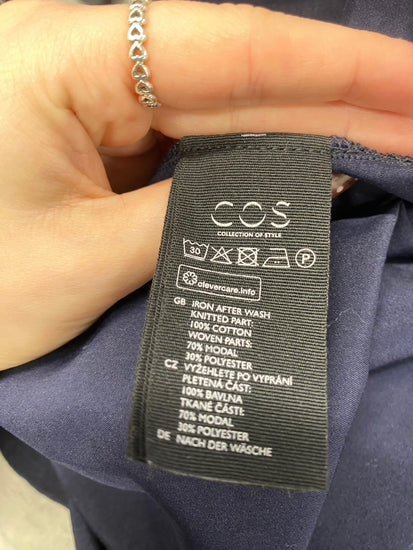 COS
COLLECTION OF STYLE
30 P
clevercare.info
GB IRON AFTER WASH
KNITTED PART:
100% COTTON
WOVEN PARTS:
70% MODAL
30% POLYESTER
CZ VYŽEHLETE PO VYPRÁNÍ
PLETENÁ ČÁST:
100% BAVLNA
TKANÉ ČÁSTI:
70% MODAL
30% POLYESTER
DE NACH DER WÄSCHE